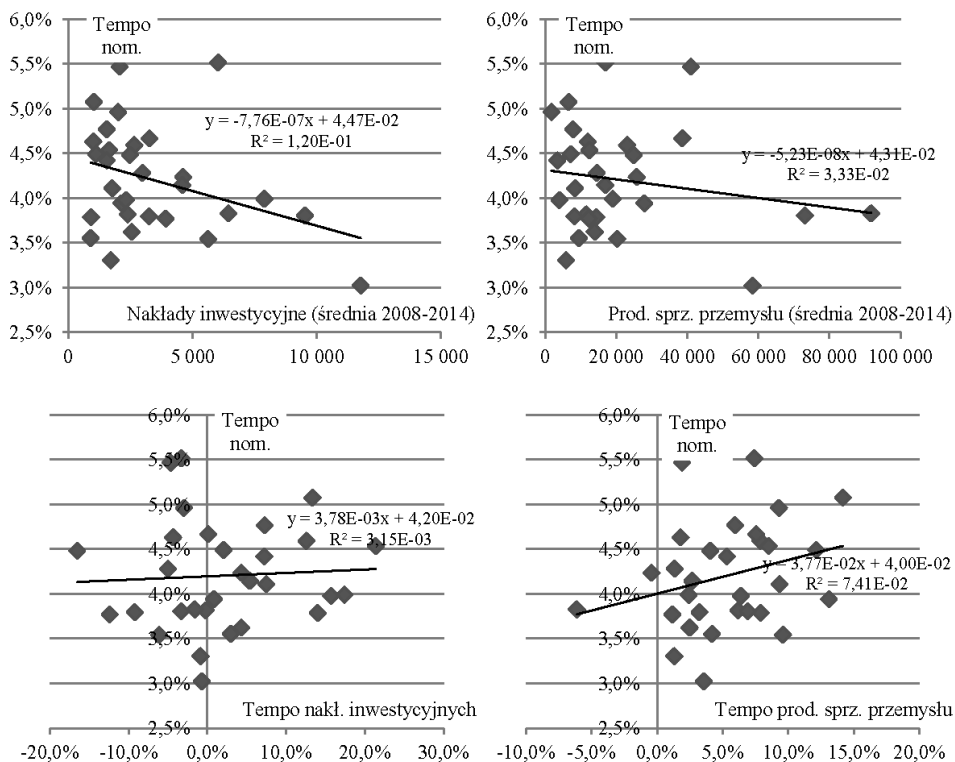 6,0%
Tempo
nom.
5,5%
5,0%
y = -7,76E-07x + 4,47E-02
R² = 1,20E-01
4,5%
4,0%
3,5%
3,0%
Nakłady inwestycyjne (średnia 2008-2014)
2,5%
0 5 000 10 000 15 000
6,0%
Tempo
nom.
5,5%
5,0%
4,5%
y = -5,23E-08x + 4,31E-02
R² = 3,33E-02
4,0%
3,5%
3,0%
Prod. sprz. przemysłu (średnia 2008-2014)
2,5%
0 20 000 40 000 60 000 80 000 100 000
6,0%
Tempo
nom.
5,5%
5,0%
y = 3,78E-03x + 4,20E-02
4,5%
R² = 3,15E-03
4,0%
3,5%
3,0%
Tempo nakł. inwestycyjnych
2,5%
-20,0% -10,0% 0,0% 10,0% 20,0% 30,0%
6,0%
Tempo
nom.
5,5%
5,0%
4,5%
y = 3,77E-02x + 4,00E-02
R² = 7,41E-02
4,0%
3,5%
3,0%
Tempo prod. sprz. przemysłu
2,5%
-10,0% -5,0% 0,0% 5,0% 10,0% 15,0% 20,0%